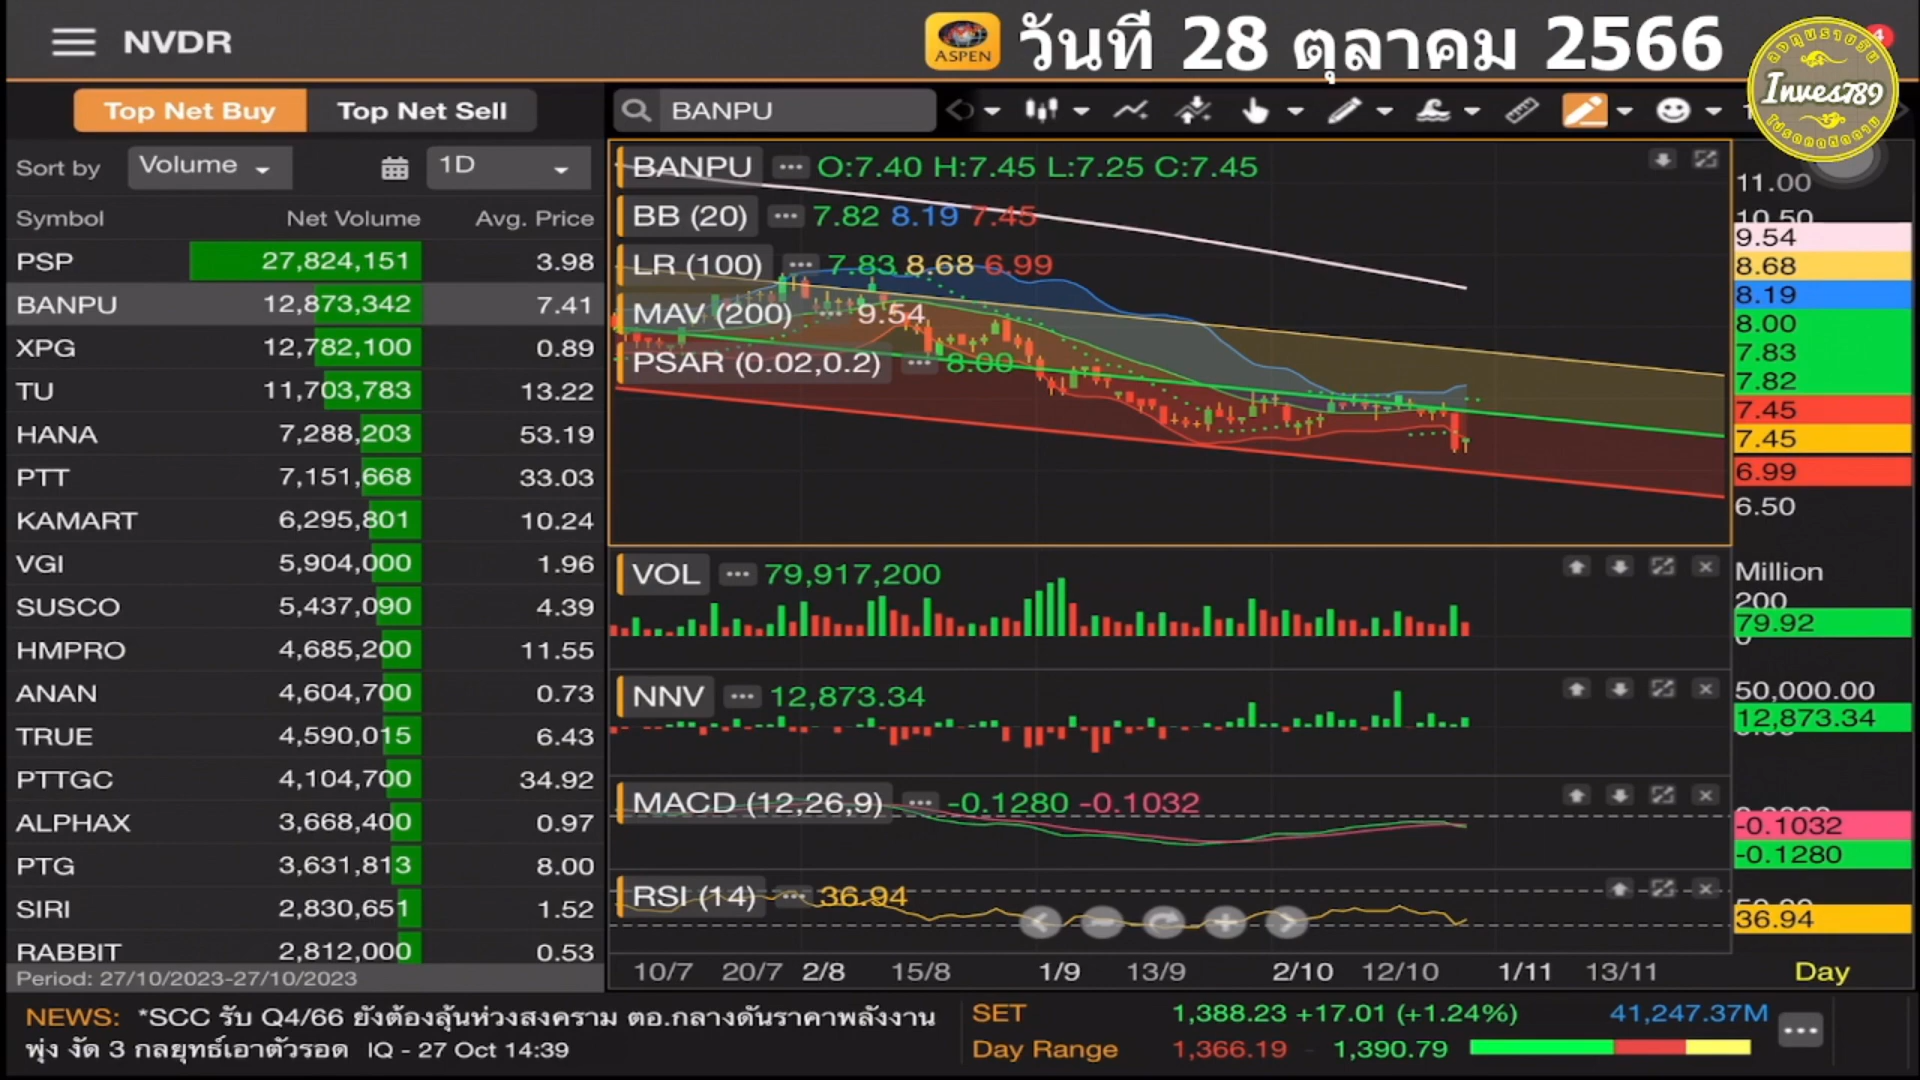 NVDR
ASPEN
วันที่ 28 ตุลาคม 2566
4
ลงทุนรายวัน
Inves789
Top Net Buy
Top Net Sell
BANPU
Sort by
Volume
1D
Symbol Net Volume Avg. Price
PSP 27,824,151 3.98
BANPU 12,873,342 7.41
XPG 12,782,100 0.89
TU 11,703,783 13.22
HANA 7,288,203 53.19
PTT 7,151,668 33.03
KAMART 6,295,801 10.24
VGI 5,904,000 1.96
SUSCO 5,437,090 4.39
HMPRO 4,685,200 11.55
ANAN 4,604,700 0.73
TRUE 4,590,015 6.43
PTTGC 4,104,700 34.92
ALPHAX 3,668,400 0.97
PTG 3,631,813 8.00
SIRI 2,830,651 1.52
RABBIT 2,812,000 0.53
Period: 27/10/2023-27/10/2023
BANPU O:7.40 H:7.45 L:7.25 C:7.45
BB (20) 7.82 8.19 7.45
LR (100) 7.83 8.68 6.99
MAV (200) 9.54
PSAR (0.02,0.2) 8.00
11.00
10.50
9.54
8.68
8.19
8.00
7.83
7.82
7.45
7.45
6.99
6.50
VOL 79,917,200
Million
200
79.92
0
NNV 12,873.34
50,000.00
12,873.34
MACD (12,26,9) -0.1280 -0.1032
-0.1032
-0.1280
RSI (14) 36.94
36.94
10/7 20/7 2/8 15/8 1/9 13/9 2/10 12/10 1/11 13/11 Day
NEWS: *SCC รับ Q4/66 ยังต้องลุ้นห่วงสงคราม ตอ.กลางดันราคาพลังงาน
พุ่ง งัด 3 กลยุทธ์เอาตัวรอด IQ - 27 Oct 14:39
SET 1,388.23 +17.01 (+1.24%) 41,247.37M
Day Range 1,366.19 - 1,390.79